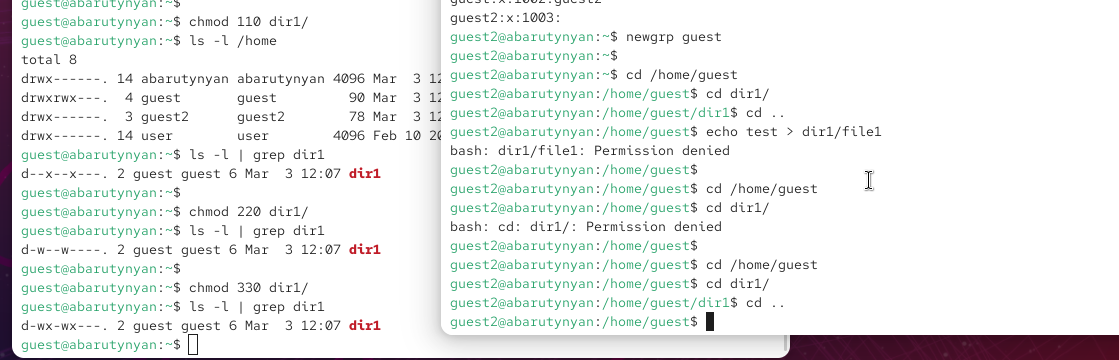 guest@abarutynyan:~$
guest@abarutynyan:~$ chmod 110 dir1/
guest@abarutynyan:~$ ls -l /home
total 8
drwx------. 14 abarutynyan abarutynyan 4096 Mar  3 12
drwxrwx---.  4 guest       guest         90 Mar  3 12
drwx------.  3 guest2      guest2        78 Mar  3 12
drwx------. 14 user        user        4096 Feb 10 20
guest@abarutynyan:~$ ls -l | grep dir1
d--x--x---. 2 guest guest 6 Mar  3 12:07 dir1
guest@abarutynyan:~$
guest@abarutynyan:~$ chmod 220 dir1/
guest@abarutynyan:~$ ls -l | grep dir1
d-w--w----. 2 guest guest 6 Mar  3 12:07 dir1
guest@abarutynyan:~$
guest@abarutynyan:~$ chmod 330 dir1/
guest@abarutynyan:~$ ls -l | grep dir1
d-wx-wx---. 2 guest guest 6 Mar  3 12:07 dir1
guest@abarutynyan:~$
guest:x:1002:guest2
guest2:x:1003:
guest2@abarutynyan:~$ newgrp guest
guest2@abarutynyan:~$
guest2@abarutynyan:~$ cd /home/guest
guest2@abarutynyan:/home/guest$ cd dir1/
guest2@abarutynyan:/home/guest/dir1$ cd ..
guest2@abarutynyan:/home/guest$ echo test > dir1/file1
bash: dir1/file1: Permission denied
guest2@abarutynyan:/home/guest$
guest2@abarutynyan:/home/guest$ cd /home/guest
guest2@abarutynyan:/home/guest$ cd dir1/
bash: cd: dir1/: Permission denied
guest2@abarutynyan:/home/guest$
guest2@abarutynyan:/home/guest$ cd /home/guest
guest2@abarutynyan:/home/guest$ cd dir1/
guest2@abarutynyan:/home/guest/dir1$ cd ..
guest2@abarutynyan:/home/guest$